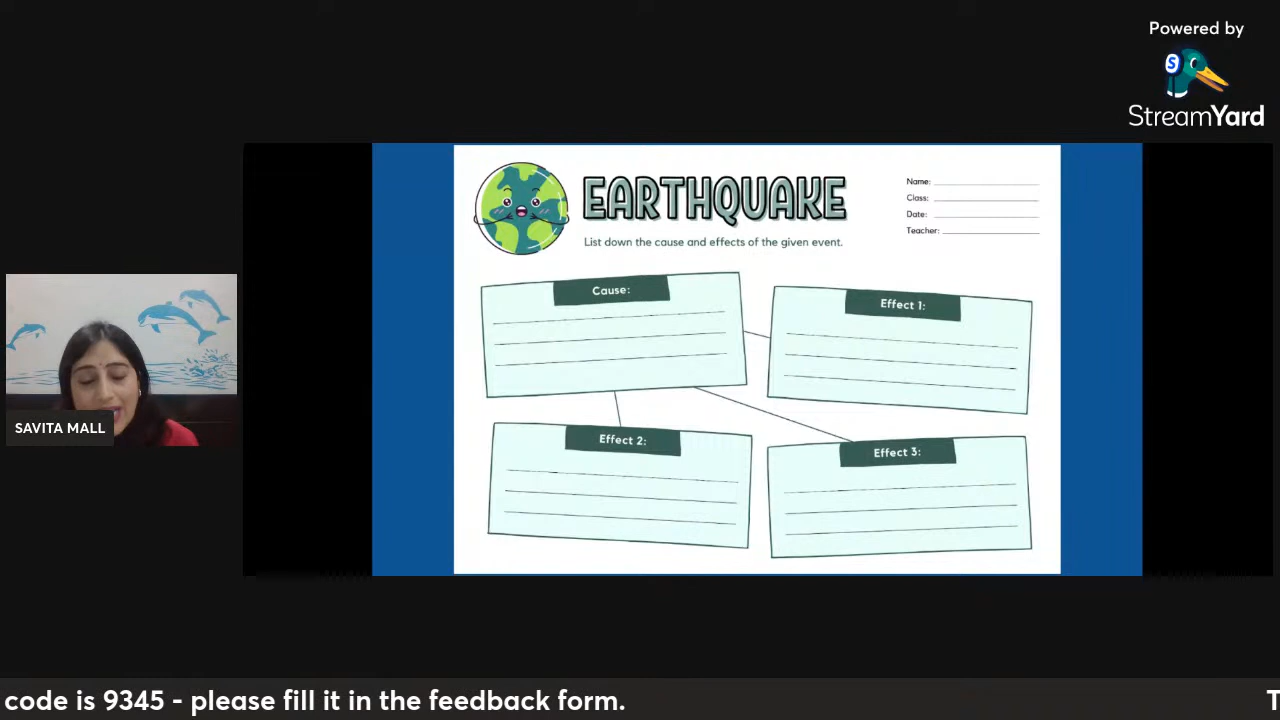 Powered by
StreamYard
EARTHQUAKE
List down the cause and effects of the given event.
Name:
Class:
Date:
Teacher:
Cause:
Effect 1:
Effect 2:
Effect 3:
SAVITA MALL
code is 9345 - please fill it in the feedback form.
T